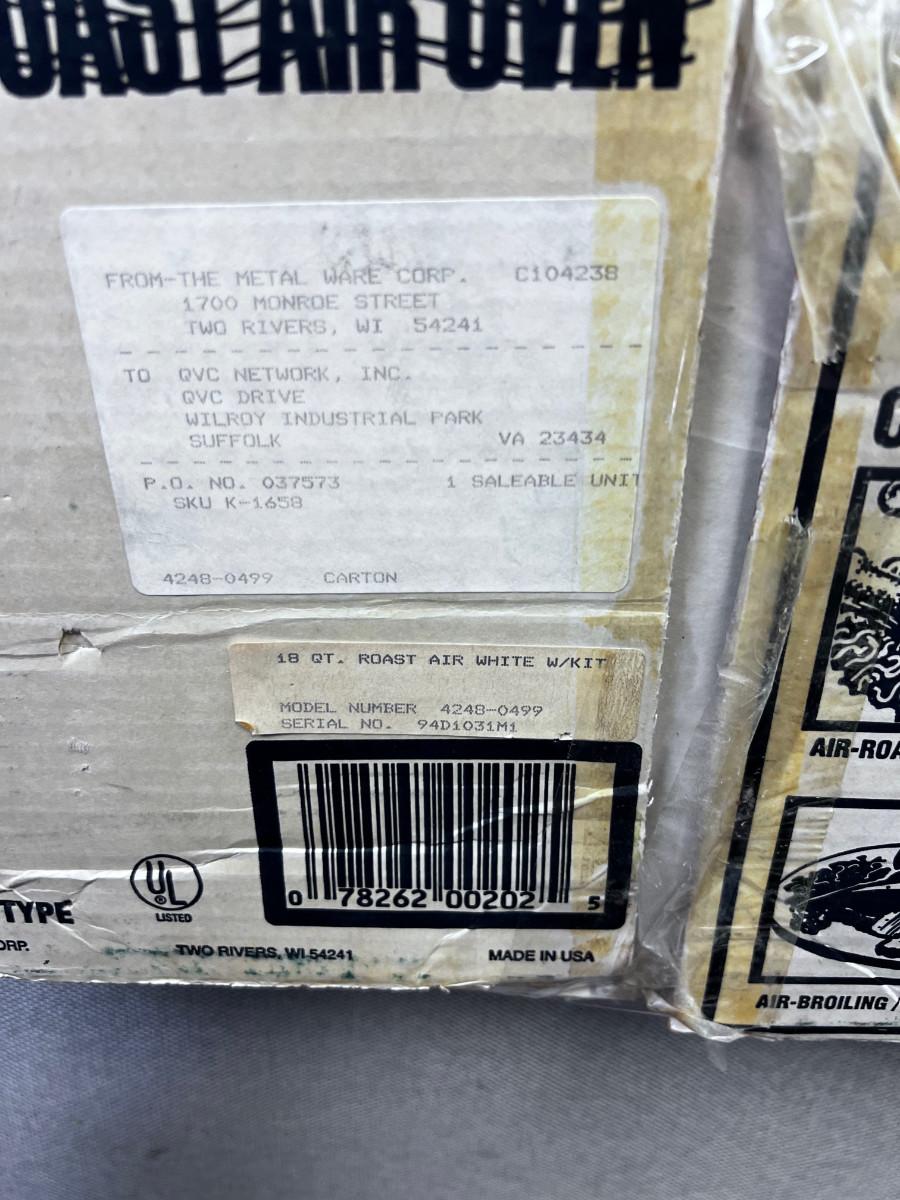 OAST AIR OVEN
FROM-THE METAL WARE CORP. C104238
1700 MONROE STREET
TWO RIVERS, WI 54241
TO QVC NETWORK, INC.
QVC DRIVE
WILROY INDUSTRIAL PARK
SUFFOLK VA 23434
P.O. NO. 037573 1 SALEABLE UNIT
SKU K-1658
4248-0499 CARTON
18 QT. ROAST AIR WHITE W/KIT
MODEL NUMBER 4248-0499
SERIAL NO. 94D1031M1
0 78262 00202 5
UL
®
LISTED
TYPE
ORP.
TWO RIVERS, WI 54241
MADE IN USA
AIR-ROA
AIR-BROILING /